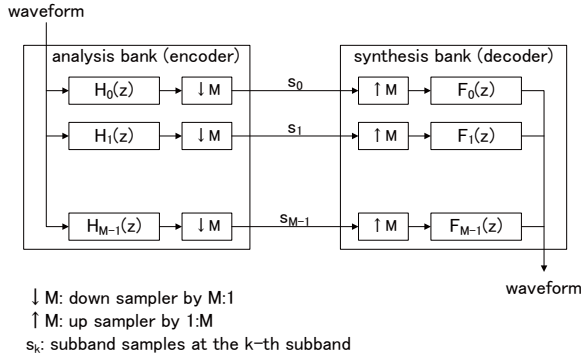 waveform
analysis bank (encoder)
synthesis bank (decoder)
H0(z) ↓M s0 ↑M F0(z)
H1(z) ↓M s1 ↑M F1(z)
HM-1(z) ↓M sM-1 ↑M FM-1(z)
waveform
↓M: down sampler by M:1
↑M: up sampler by 1:M
sk: subband samples at the k-th subband